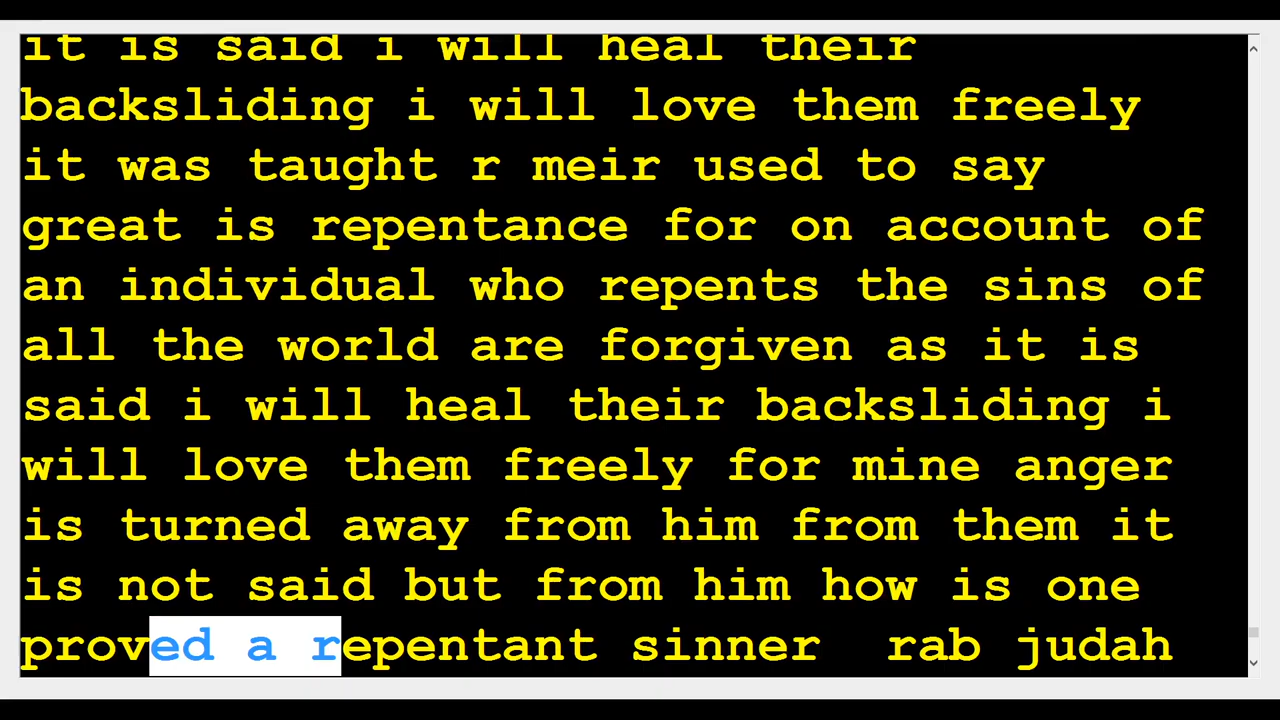 it is said i will heal their
backsliding i will love them freely
it was taught r meir used to say
great is repentance for on account of
an individual who repents the sins of
all the world are forgiven as it is
said i will heal their backsliding i
will love them freely for mine anger
is turned away from him from them it
is not said but from him how is one
proved a repentant sinner  rab judah